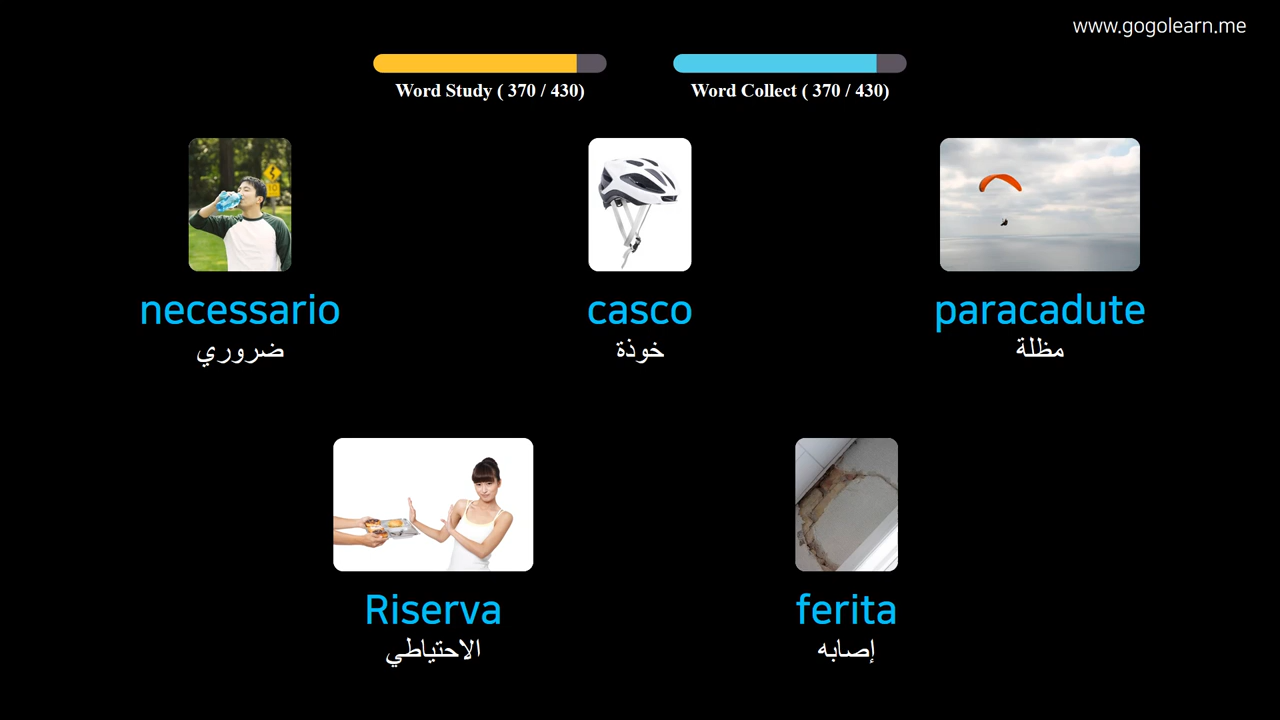 www.gogolearn.me
Word Study ( 370 / 430)
Word Collect ( 370 / 430)
necessario
ضروري
casco
خوذة
paracadute
مظلة
Riserva
الاحتياطي
ferita
إصابه